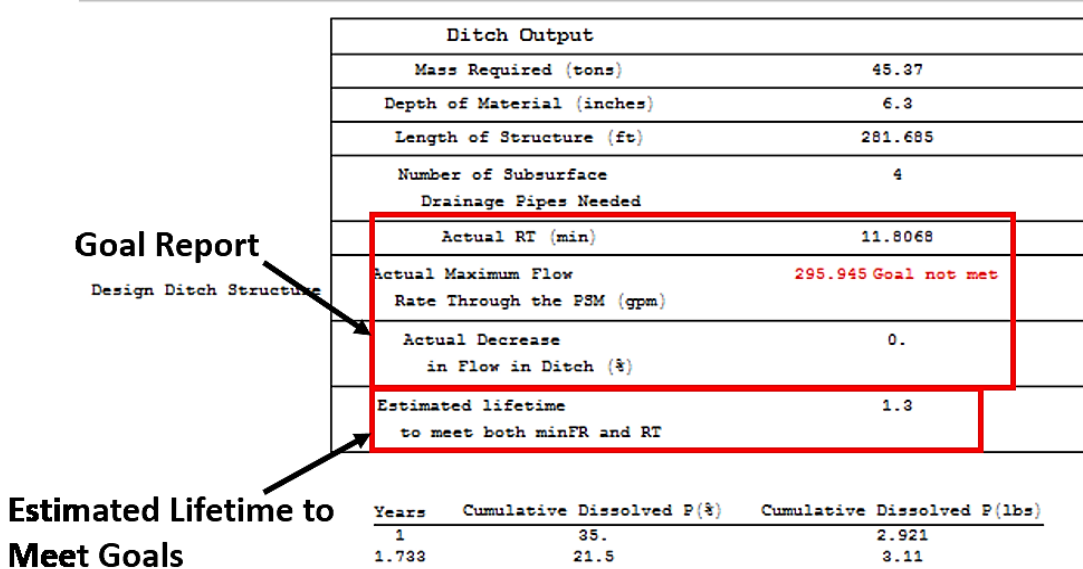 Ditch Output
Mass Required (tons) 45.37
Depth of Material (inches) 6.3
Length of Structure (ft) 281.685
Number of Subsurface 4
Drainage Pipes Needed
Goal Report
Actual RT (min) 11.8068
Design Ditch Structure
Actual Maximum Flow 295.945 Goal not met
Rate Through the PSM (gpm)
Actual Decrease 0.
in Flow in Ditch (%)
Estimated lifetime 1.3
to meet both minFR and RT
Estimated Lifetime to
Meet Goals
Years Cumulative Dissolved P(%) Cumulative Dissolved P(lbs)
1 35. 2.921
1.733 21.5 3.11